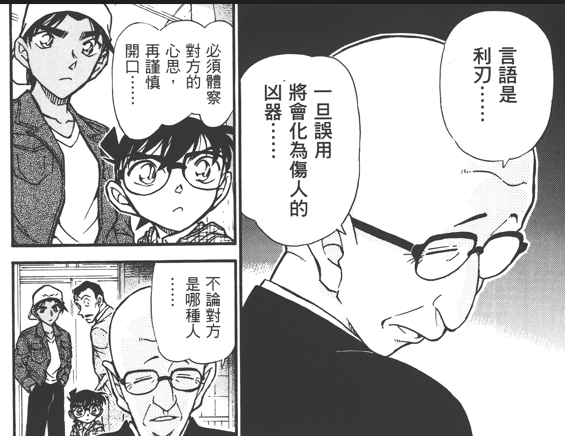 言語是
利刃……
一旦誤用
將會化為傷人的
凶器……
必須體察
對方的
心思，
再謹慎
開口……
不論對方
是哪種人
……